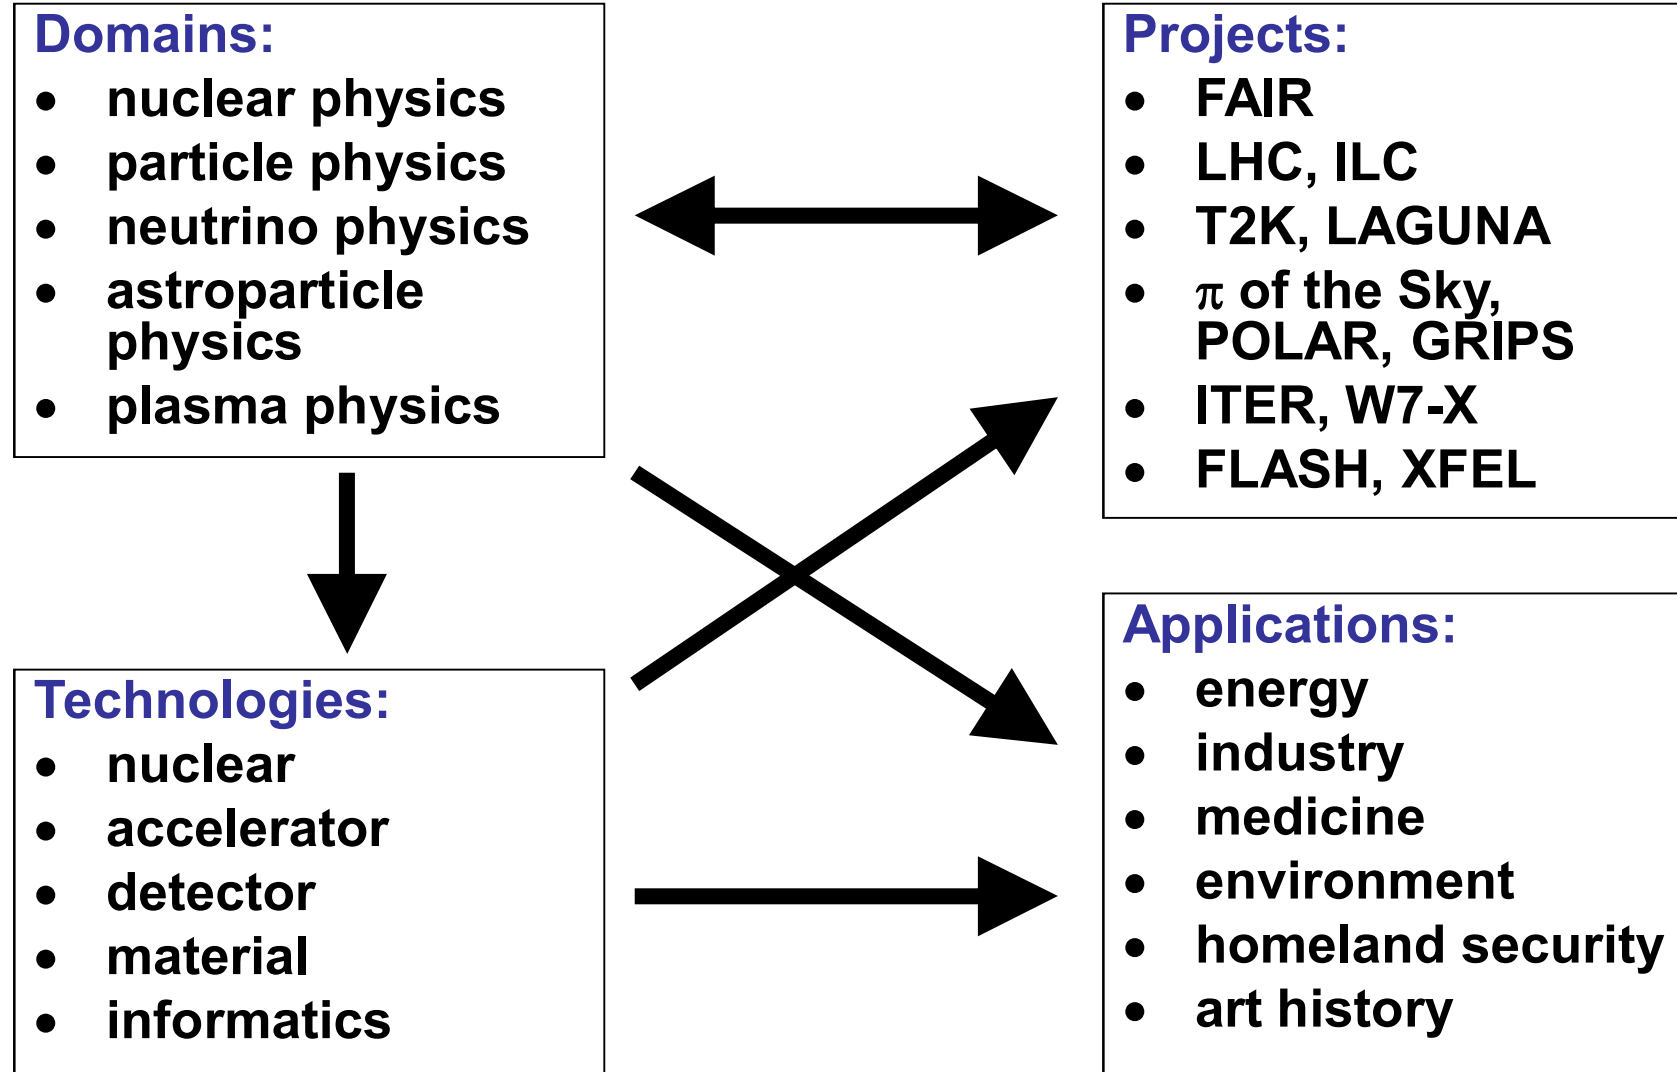 Domains:
• nuclear physics
• particle physics
• neutrino physics
• astroparticle
physics
• plasma physics
Projects:
• FAIR
• LHC, ILC
• T2K, LAGUNA
• π of the Sky,
POLAR, GRIPS
• ITER, W7-X
• FLASH, XFEL
Technologies:
• nuclear
• accelerator
• detector
• material
• informatics
Applications:
• energy
• industry
• medicine
• environment
• homeland security
• art history